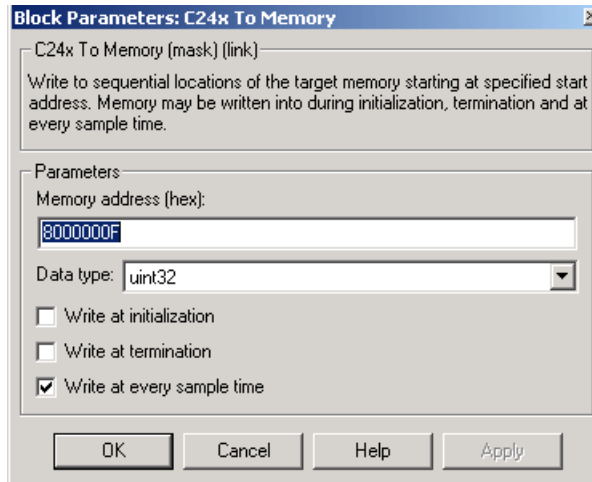 Block Parameters: C24x To Memory
C24x To Memory (mask) (link)
Write to sequential locations of the target memory starting at specified start
address. Memory may be written into during initialization, termination and at
every sample time.
Parameters
Memory address (hex):
8000000F
Data type: uint32
Write at initialization
Write at termination
Write at every sample time
OK Cancel Help Apply